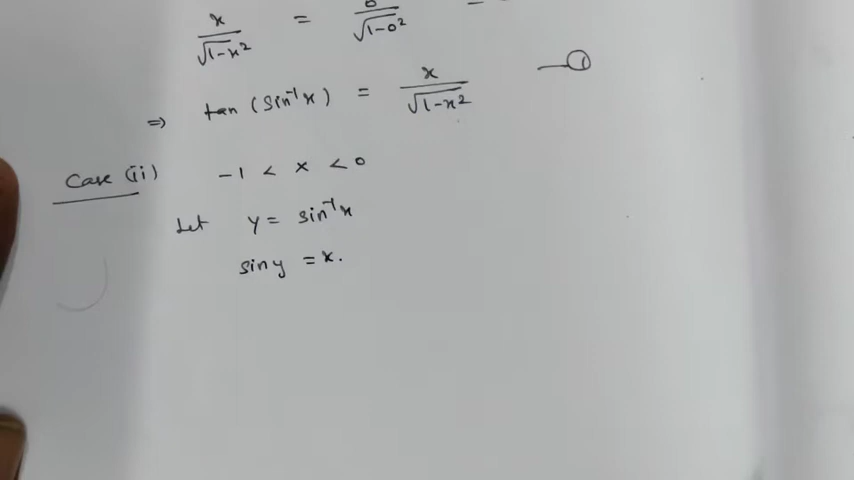 x/√1-x² = 0/√1-0² =
⇒ tan (sin⁻¹x) = x/√1-x² —①
Case (ii) -1 < x < 0
Let y = sin⁻¹x
sin y = x.